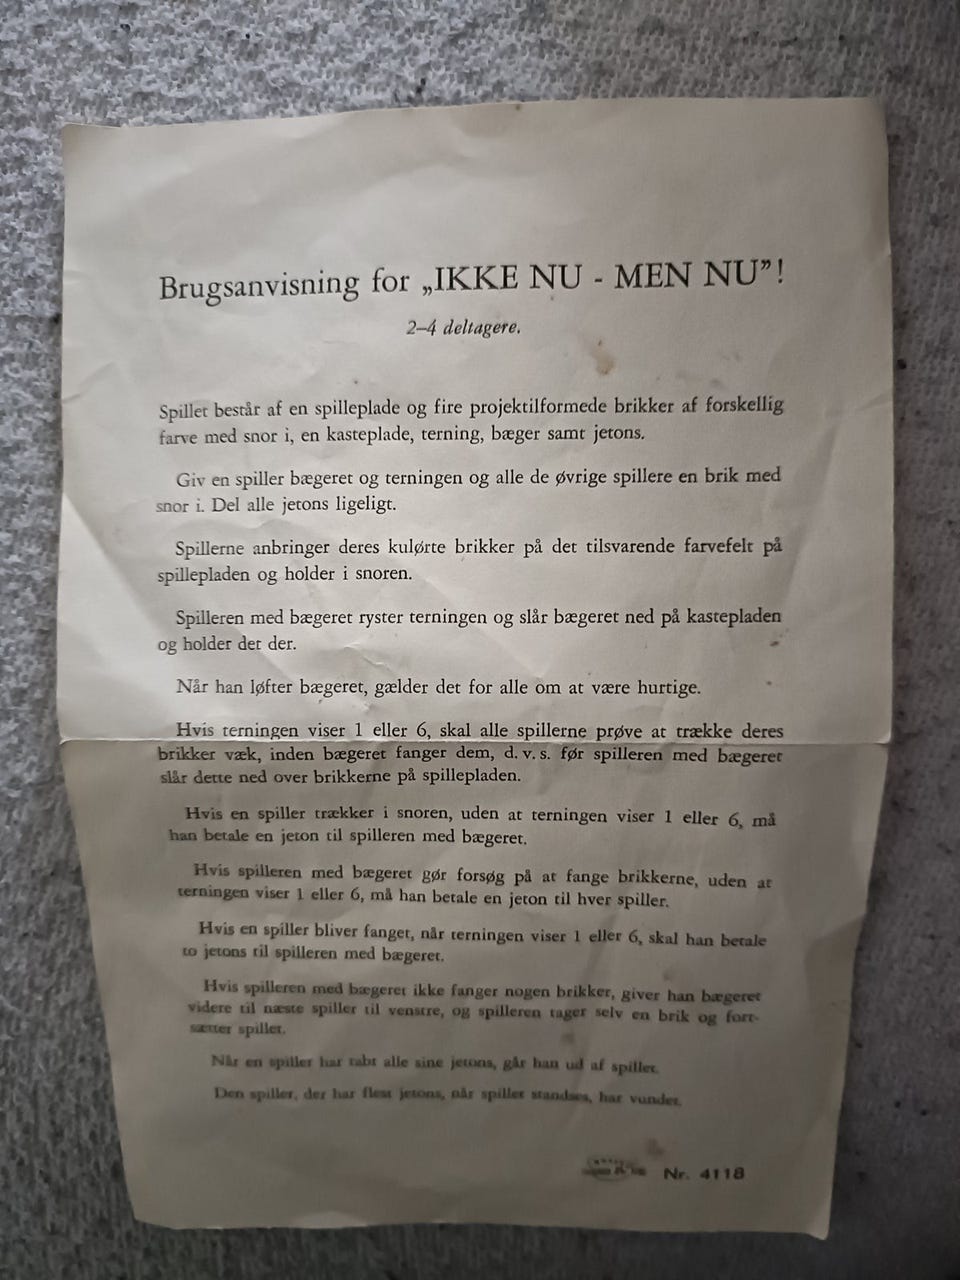 Brugsanvisning for „IKKE NU - MEN NU”!
2–4 deltagere.
Spillet består af en spilleplade og fire projektilformede brikker af forskellig
farve med snor i, en kasteplade, terning, bæger samt jetons.
Giv en spiller bægeret og terningen og alle de øvrige spillere en brik med
snor i. Del alle jetons ligeligt.
Spillerne anbringer deres kulørte brikker på det tilsvarende farvefelt på
spillepladen og holder i snoren.
Spilleren med bægeret ryster terningen og slår bægeret ned på kastepladen
og holder det der.
Når han løfter bægeret, gælder det for alle om at være hurtige.
Hvis terningen viser 1 eller 6, skal alle spillerne prøve at trække deres
brikker væk, inden bægeret fanger dem, d. v. s. før spilleren med bægeret
slår dette ned over brikkerne på spillepladen.
Hvis en spiller trækker i snoren, uden at terningen viser 1 eller 6, må
han betale en jeton til spilleren med bægeret.
Hvis spilleren med bægeret gør forsøg på at fange brikkerne, uden at
terningen viser 1 eller 6, må han betale en jeton til hver spiller.
Hvis en spiller bliver fanget, når terningen viser 1 eller 6, skal han betale
to jetons til spilleren med bægeret.
Hvis spilleren med bægeret ikke fanger nogen brikker, giver han bægeret
videre til næste spiller til venstre, og spilleren tager selv en brik og fort-
sætter spillet.
Når en spiller har tabt alle sine jetons, går han ud af spillet.
Den spiller, der har flest jetons, når spillet standses, har vundet.
Nr. 4118